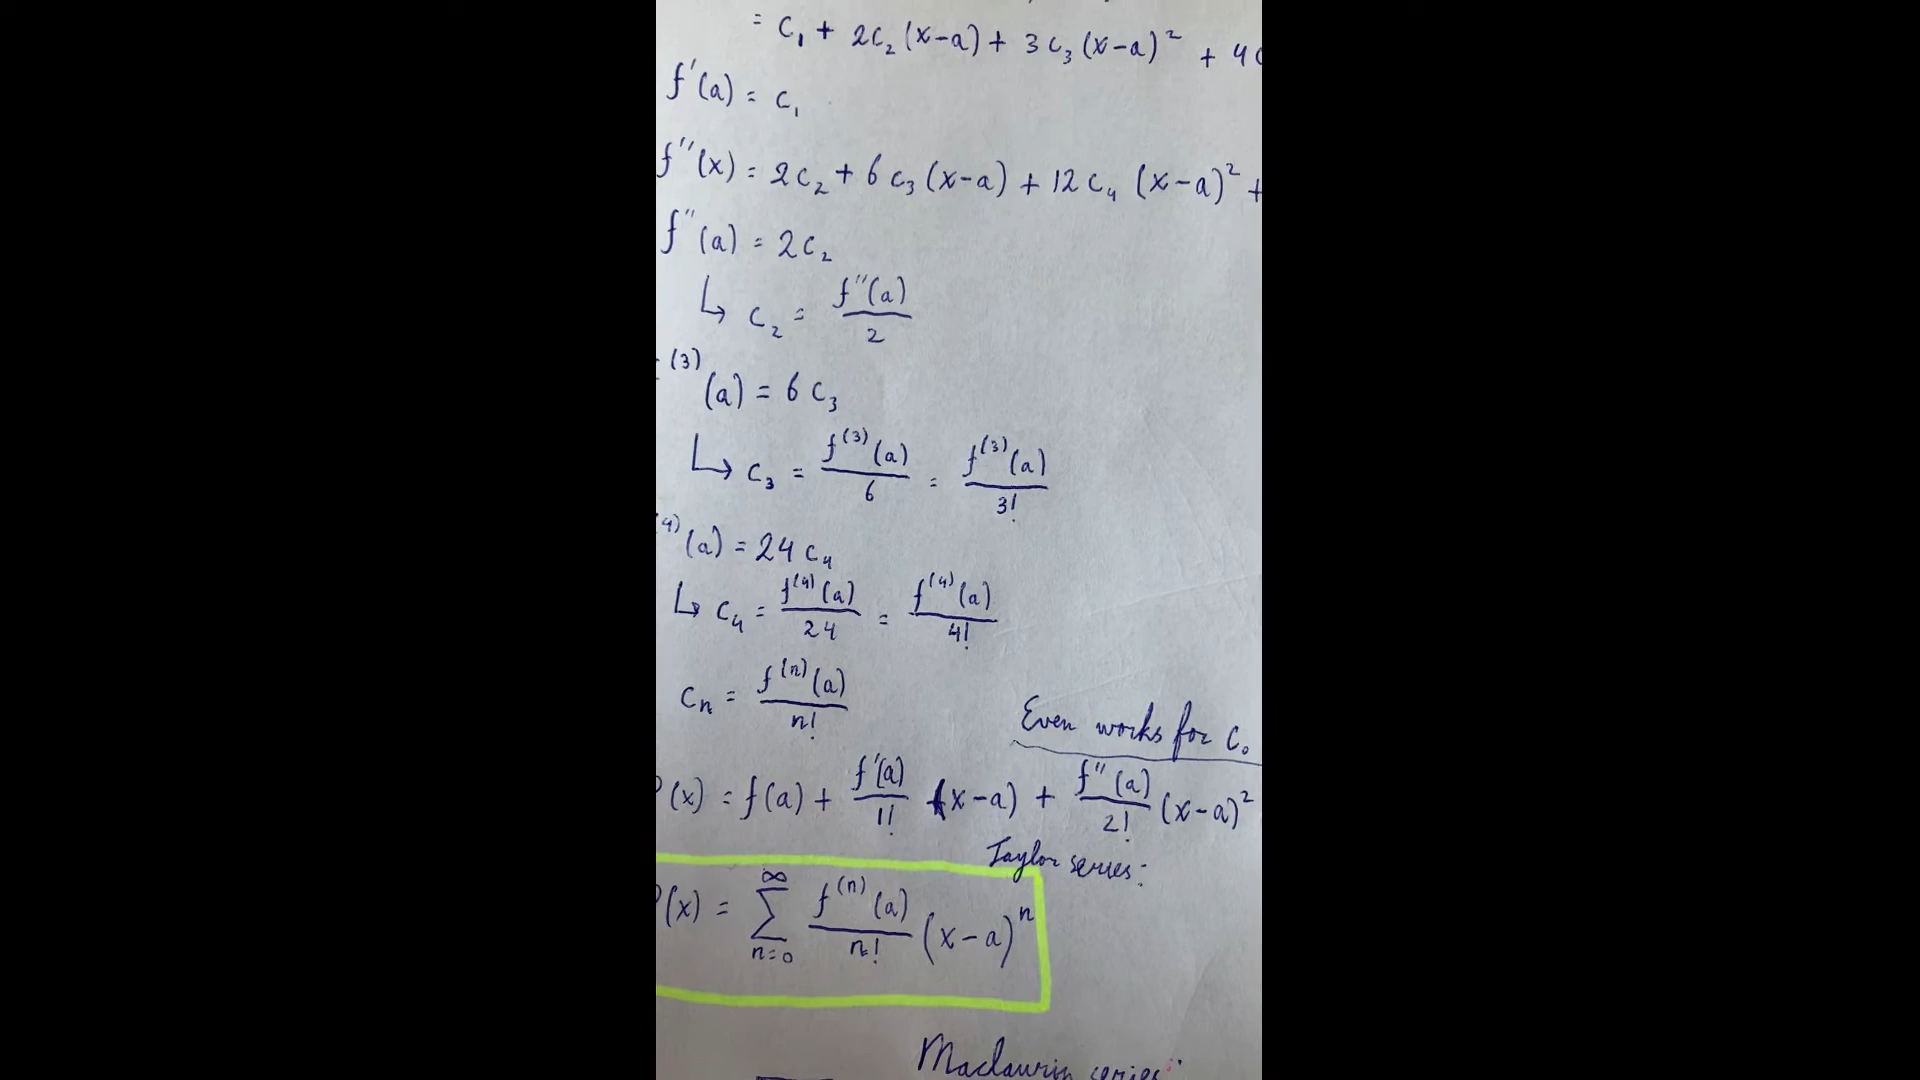 = c₁ + 2c₂(x-a) + 3c₃(x-a)² + 4c
f'(a) = c₁
f''(x) = 2c₂ + 6c₃(x-a) + 12c₄(x-a)² +
f''(a) = 2c₂
↳ c₂ = f''(a)/2
(3)(a) = 6c₃
↳ c₃ = f⁽³⁾(a)/6 = f⁽³⁾(a)/3!
4)(a) = 24c₄
↳ c₄ = f⁽⁴⁾(a)/24 = f⁽⁴⁾(a)/4!
cₙ = f⁽ⁿ⁾(a)/n!
Even works for c₀
(x) = f(a) + f'(a)/1! (x-a) + f''(a)/2! (x-a)²
Taylor series:
(x) = ∑ₙ₌₀^∞ f⁽ⁿ⁾(a)/n! (x-a)ⁿ
Maclaurin series: